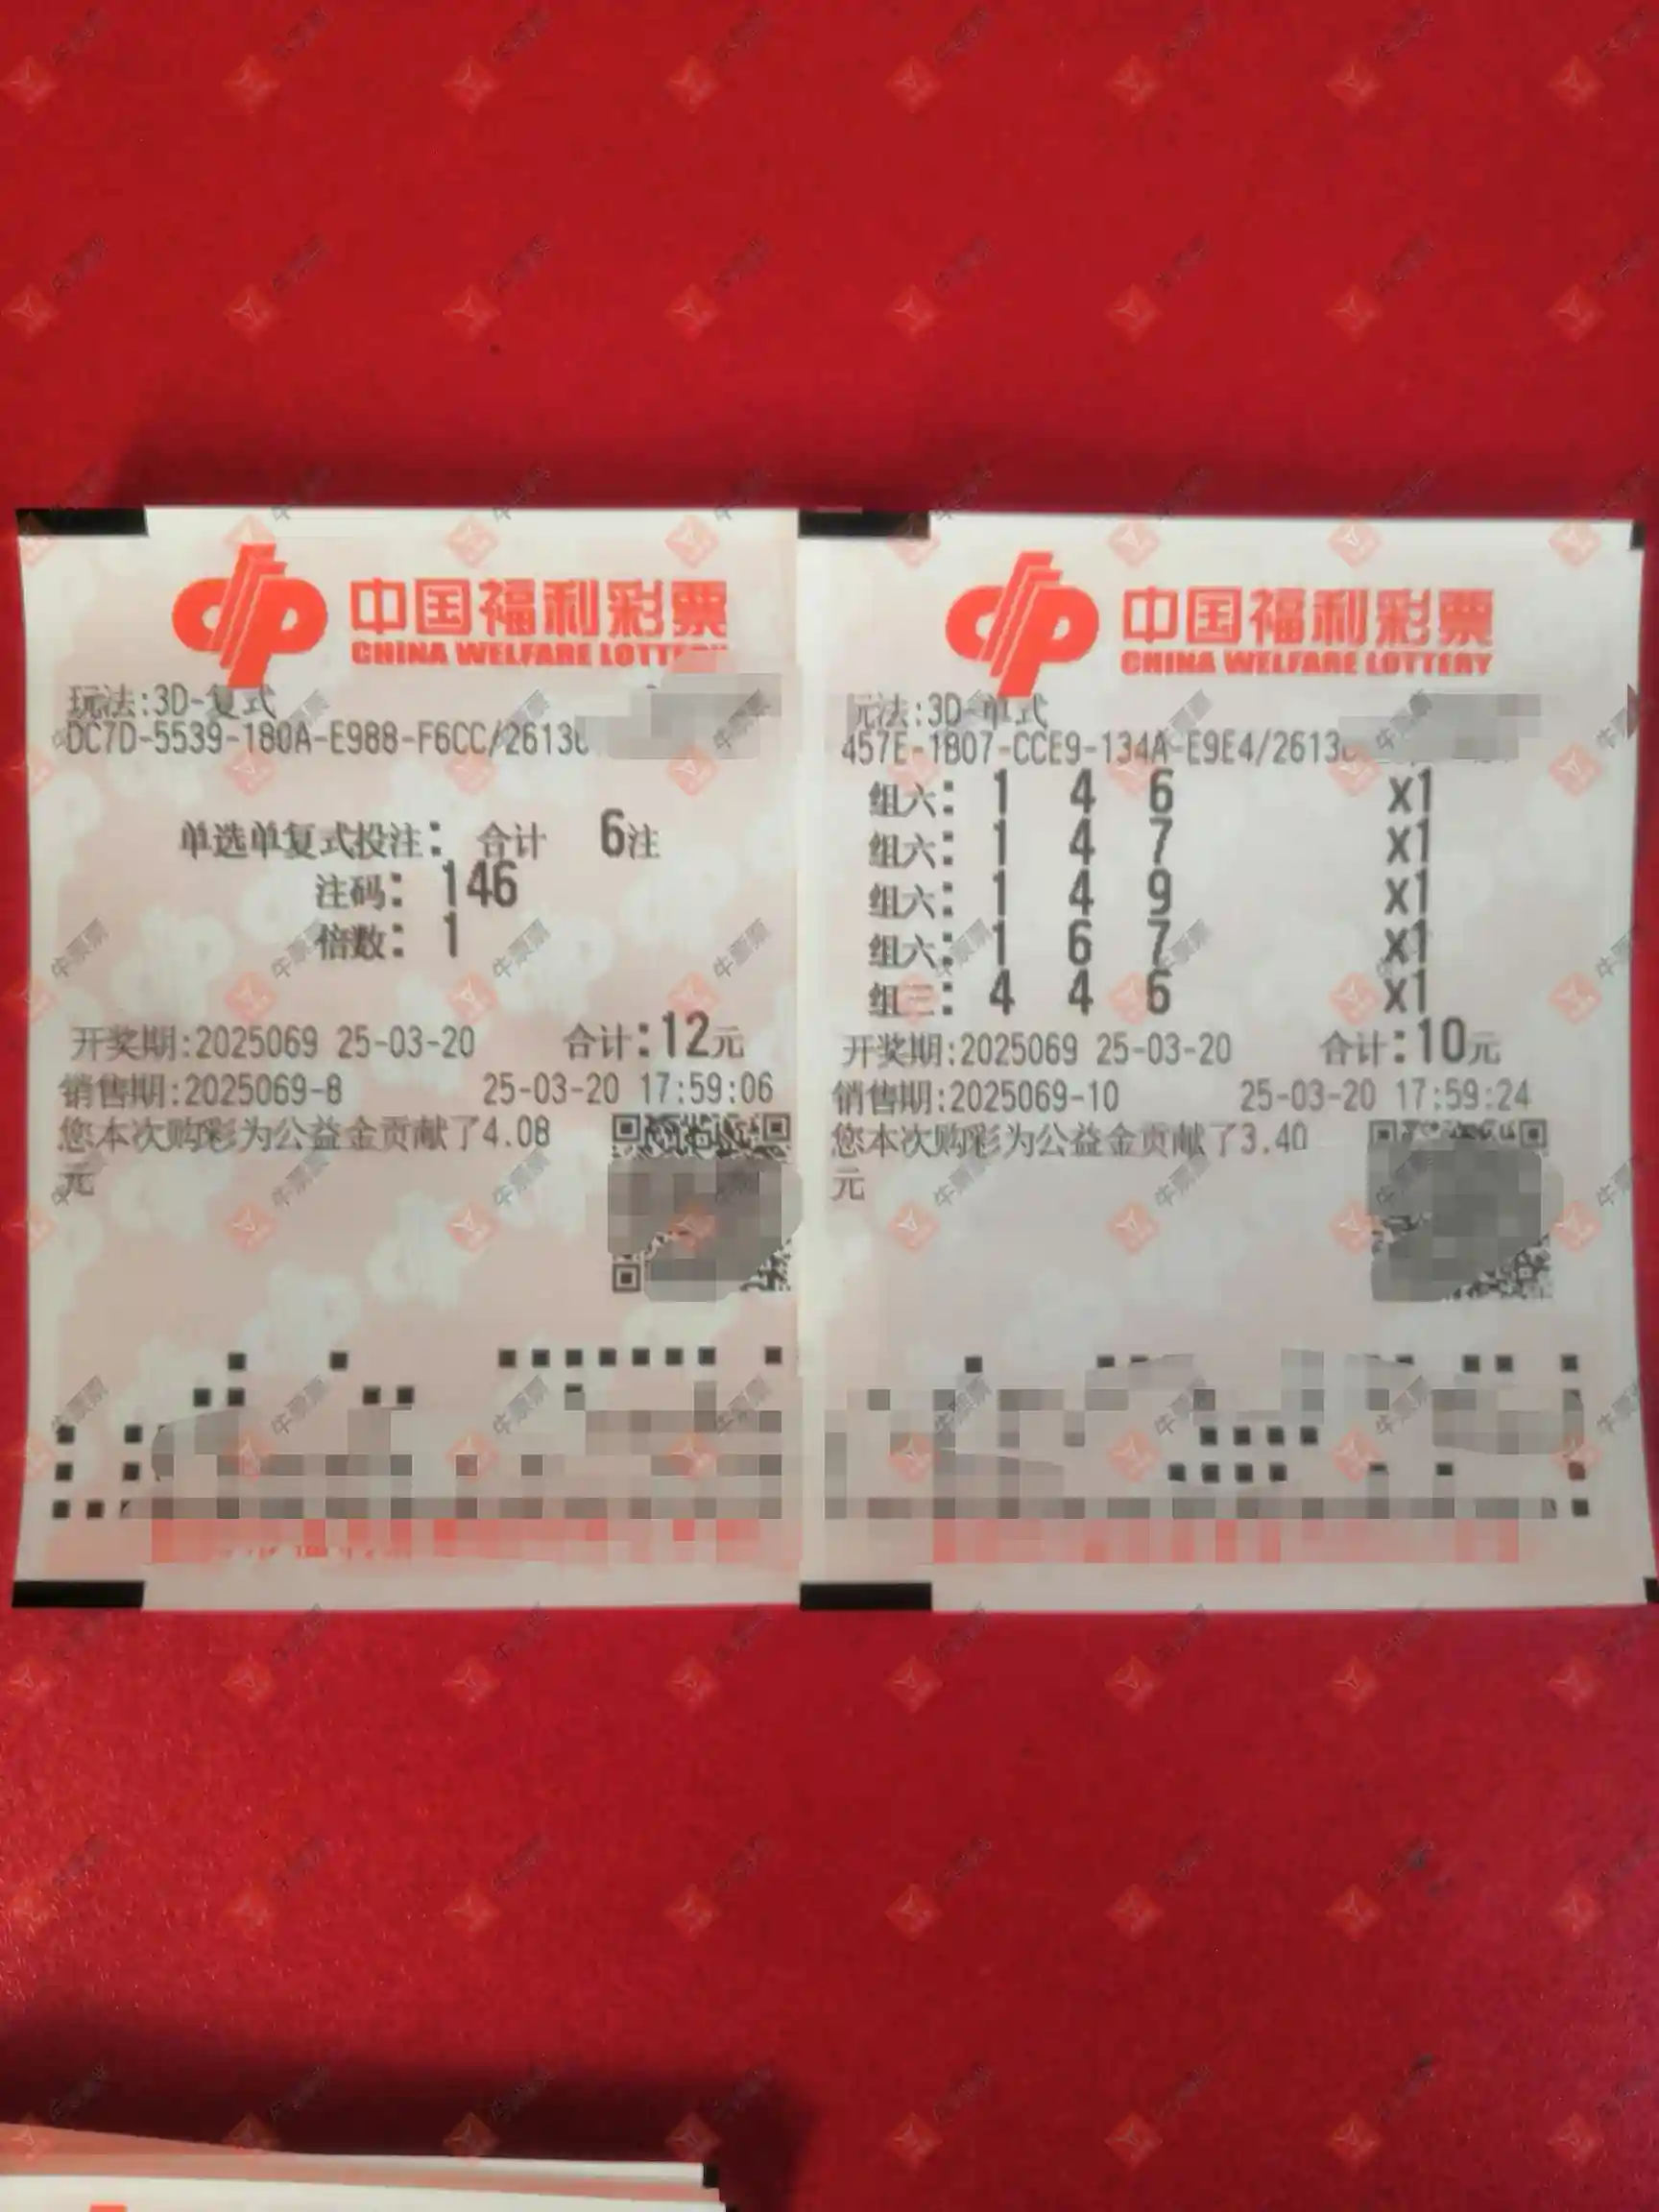 中国福利彩票
CHINA WELFARE LOTTERY
玩法:3D-复式
DC7D-5539-180A-E988-F6CC/2613
单选单复式投注: 合计 6注
注码: 146
倍数: 1
开奖期:2025069 25-03-20 合计:12元
销售期:2025069-8 25-03-20 17:59:06
您本次购彩为公益金贡献了4.08
元
中国福利彩票
CHINA WELFARE LOTTERY
玩法:3D-单式
457E-1B07-CCE9-134A-E9E4/2613
组六: 1 4 6 x1
组六: 1 4 7 x1
组六: 1 4 9 x1
组六: 1 6 7 x1
组三: 4 4 6 x1
开奖期:2025069 25-03-20 合计:10元
销售期:2025069-10 25-03-20 17:59:24
您本次购彩为公益金贡献了3.40
元
牛票票